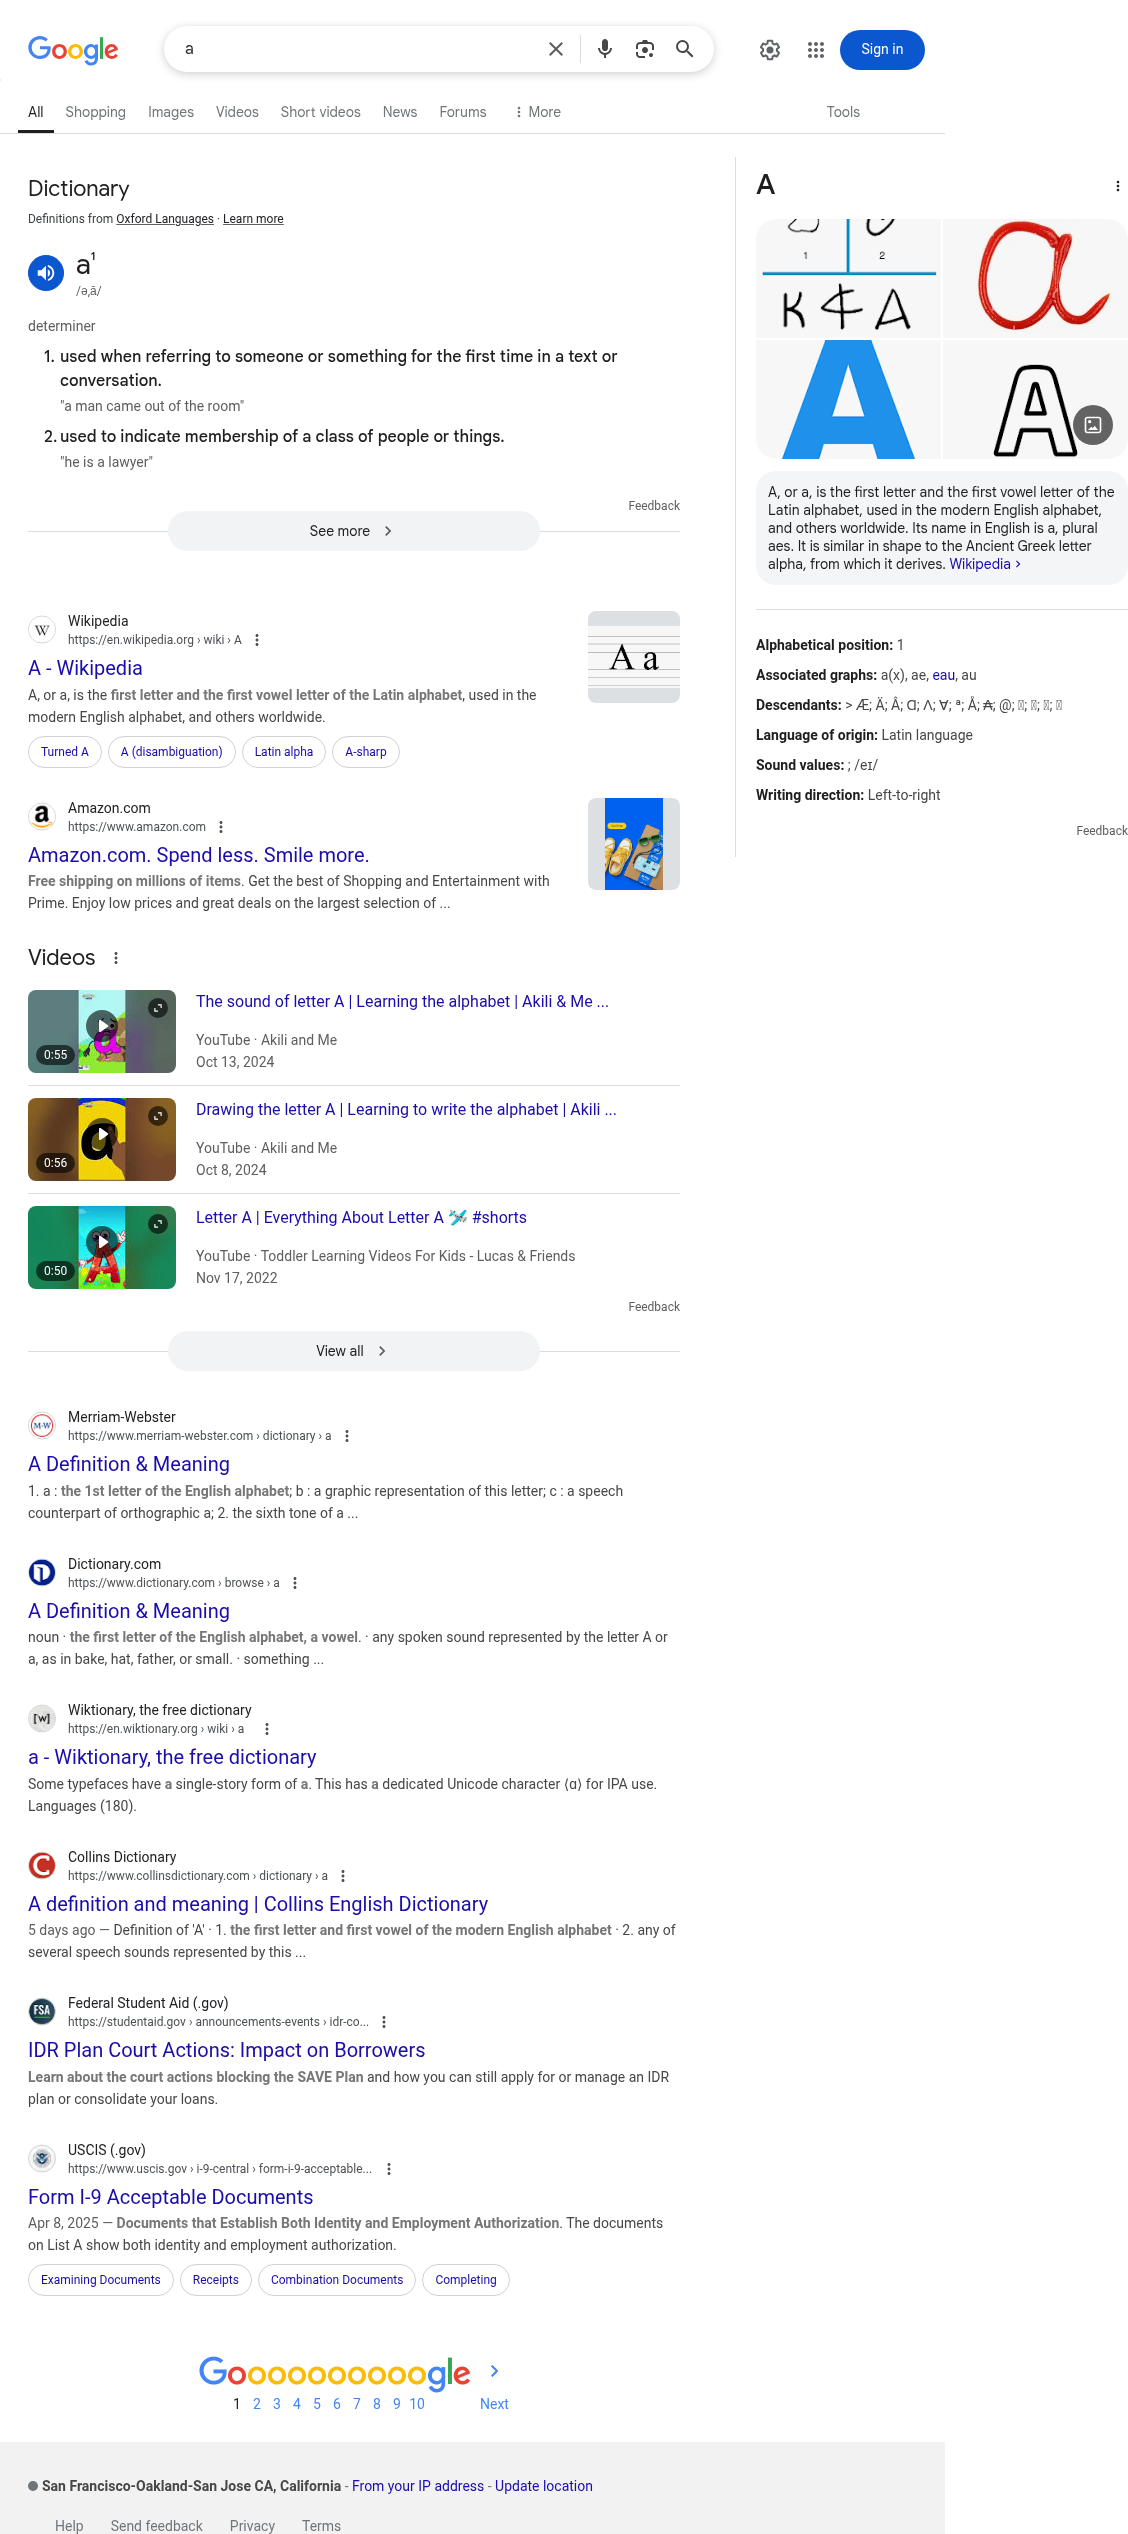 Google
a
Sign in
All
Shopping
Images
Videos
Short videos
News
Forums
More
Tools
Dictionary
Definitions from Oxford Languages · Learn more
a¹
/ə,ā/
determiner
1. used when referring to someone or something for the first time in a text or
conversation.
"a man came out of the room"
2. used to indicate membership of a class of people or things.
"he is a lawyer"
Feedback
See more
Wikipedia
https://en.wikipedia.org › wiki › A
A - Wikipedia
A, or a, is the first letter and the first vowel letter of the Latin alphabet, used in the
modern English alphabet, and others worldwide.
A a
Turned A
A (disambiguation)
Latin alpha
A-sharp
Amazon.com
https://www.amazon.com
Amazon.com. Spend less. Smile more.
Free shipping on millions of items. Get the best of Shopping and Entertainment with
Prime. Enjoy low prices and great deals on the largest selection of ...
Videos
0:55
The sound of letter A | Learning the alphabet | Akili & Me ...
YouTube · Akili and Me
Oct 13, 2024
a
0:56
Drawing the letter A | Learning to write the alphabet | Akili ...
YouTube · Akili and Me
Oct 8, 2024
A
0:50
Letter A | Everything About Letter A 🛩️ #shorts
YouTube · Toddler Learning Videos For Kids - Lucas & Friends
Nov 17, 2022
Feedback
View all
M-W
Merriam-Webster
https://www.merriam-webster.com › dictionary › a
A Definition & Meaning
1. a : the 1st letter of the English alphabet; b : a graphic representation of this letter; c : a speech
counterpart of orthographic a; 2. the sixth tone of a ...
Dictionary.com
https://www.dictionary.com › browse › a
A Definition & Meaning
noun · the first letter of the English alphabet, a vowel. · any spoken sound represented by the letter A or
a, as in bake, hat, father, or small. · something ...
[w]
Wiktionary, the free dictionary
https://en.wiktionary.org › wiki › a
a - Wiktionary, the free dictionary
Some typefaces have a single-story form of a. This has a dedicated Unicode character ⟨ɑ⟩ for IPA use.
Languages (180).
Collins Dictionary
https://www.collinsdictionary.com › dictionary › a
A definition and meaning | Collins English Dictionary
5 days ago — Definition of 'A' · 1. the first letter and first vowel of the modern English alphabet · 2. any of
several speech sounds represented by this ...
FSA
Federal Student Aid (.gov)
https://studentaid.gov › announcements-events › idr-co...
IDR Plan Court Actions: Impact on Borrowers
Learn about the court actions blocking the SAVE Plan and how you can still apply for or manage an IDR
plan or consolidate your loans.
USCIS (.gov)
https://www.uscis.gov › i-9-central › form-i-9-acceptable...
Form I-9 Acceptable Documents
Apr 8, 2025 — Documents that Establish Both Identity and Employment Authorization. The documents
on List A show both identity and employment authorization.
Examining Documents
Receipts
Combination Documents
Completing
Goooooooooogle
1 2 3 4 5 6 7 8 9 10 Next
San Francisco-Oakland-San Jose CA, California - From your IP address - Update location
Help
Send feedback
Privacy
Terms
A
1
2
a
A
A
A, or a, is the first letter and the first vowel letter of the
Latin alphabet, used in the modern English alphabet,
and others worldwide. Its name in English is a, plural
aes. It is similar in shape to the Ancient Greek letter
alpha, from which it derives. Wikipedia ›
Alphabetical position: 1
Associated graphs: a(x), ae, eau, au
Descendants: > Æ; Ä; Â; Ɑ; Ʌ; Ɐ; ª; Å; ₳; @;
Language of origin: Latin language
Sound values: ; /eɪ/
Writing direction: Left-to-right
Feedback